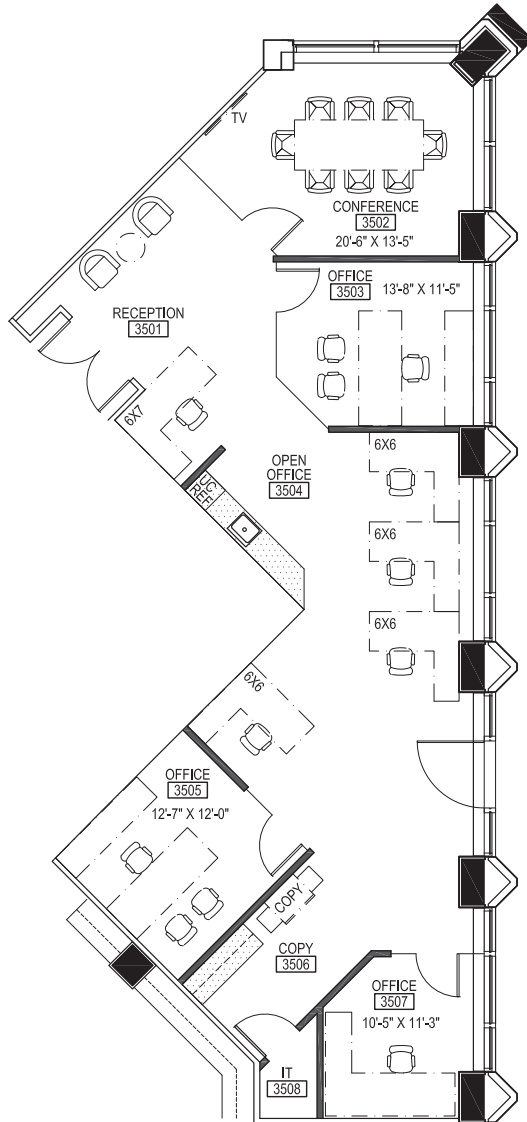 TV
CONFERENCE
3502
20'-6" X 13'-5"
OFFICE
3503
13'-8" X 11'-5"
RECEPTION
3501
6X7
OPEN
OFFICE
3504
UC
REF
6X6
6X6
6X6
6X6
OFFICE
3505
12'-7" X 12'-0"
COPY
COPY
3506
OFFICE
3507
10'-5" X 11'-3"
IT
3508